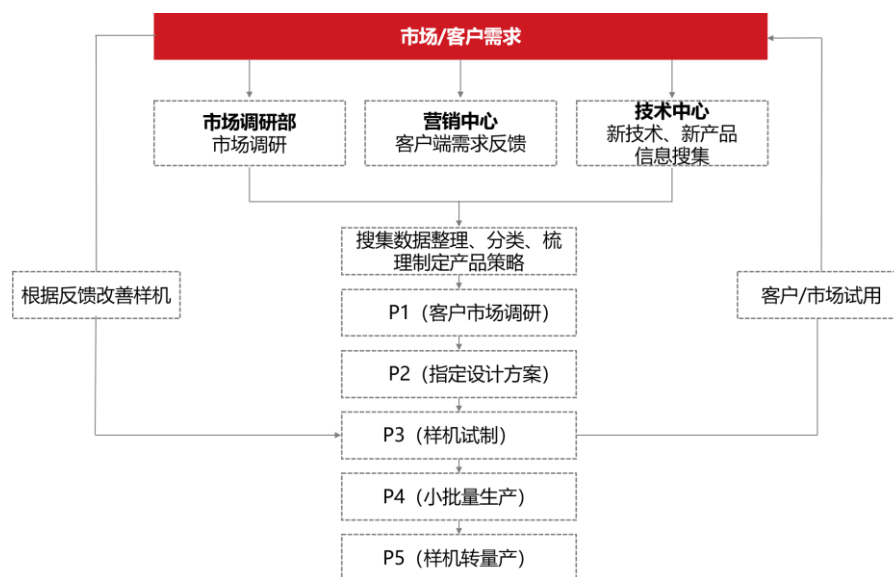 市场/客户需求
市场调研部
市场调研
营销中心
客户端需求反馈
技术中心
新技术、新产品
信息搜集
搜集数据整理、分类、梳
理制定产品策略
根据反馈改善样机
客户/市场试用
P1（客户市场调研）
P2（指定设计方案）
P3（样机试制）
P4（小批量生产）
P5（样机转量产）